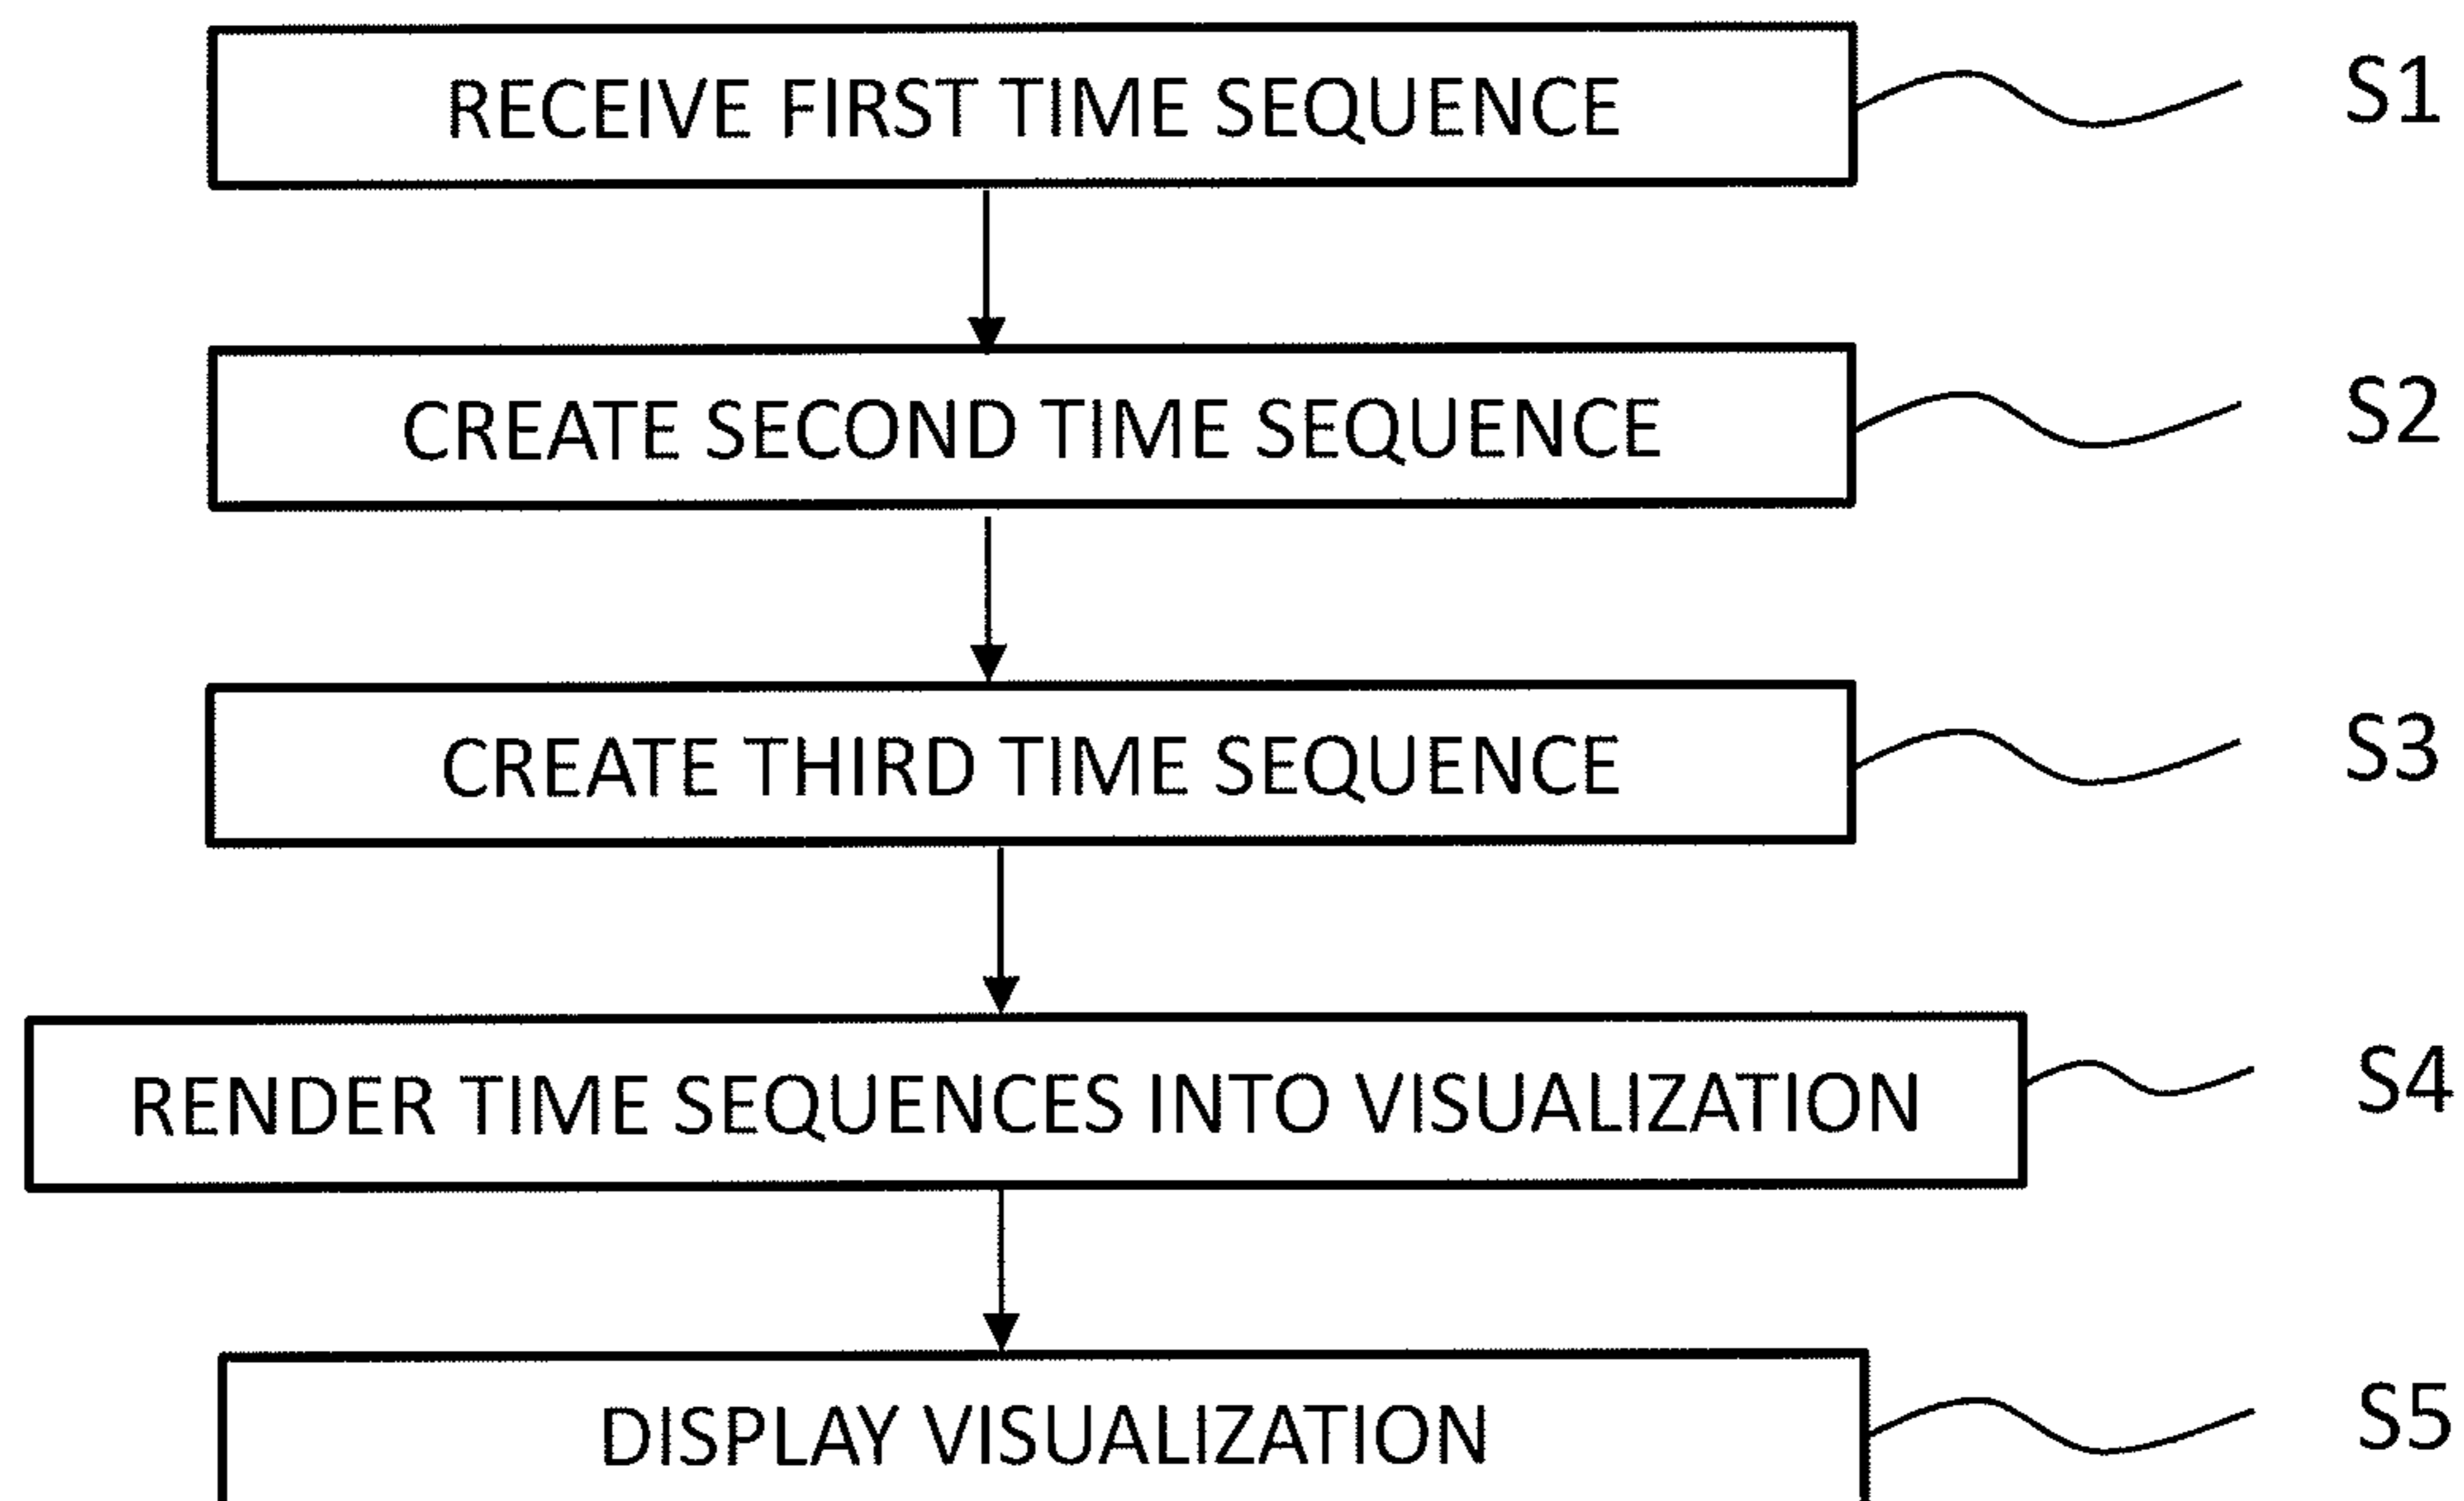 RECEIVE FIRST TIME SEQUENCE S1
CREATE SECOND TIME SEQUENCE S2
CREATE THIRD TIME SEQUENCE S3
RENDER TIME SEQUENCES INTO VISUALIZATION S4
DISPLAY VISUALIZATION S5